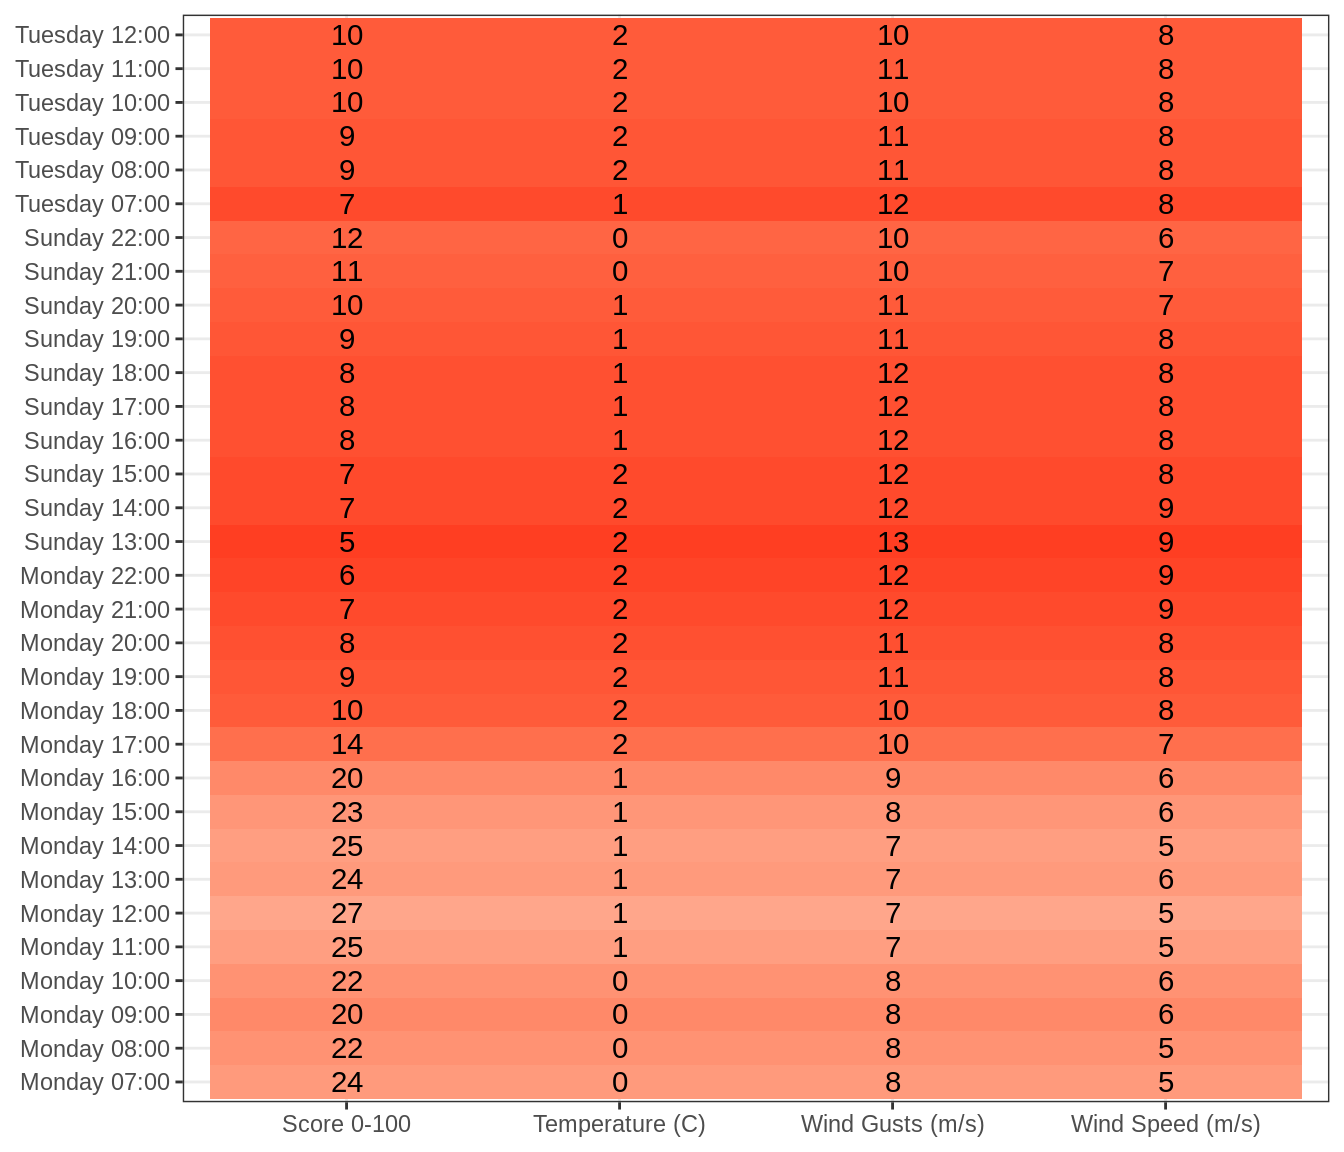 Tuesday 12:00 10 2 10 8
Tuesday 11:00 10 2 11 8
Tuesday 10:00 10 2 10 8
Tuesday 09:00 9 2 11 8
Tuesday 08:00 9 2 11 8
Tuesday 07:00 7 1 12 8
Sunday 22:00 12 0 10 6
Sunday 21:00 11 0 10 7
Sunday 20:00 10 1 11 7
Sunday 19:00 9 1 11 8
Sunday 18:00 8 1 12 8
Sunday 17:00 8 1 12 8
Sunday 16:00 8 1 12 8
Sunday 15:00 7 2 12 8
Sunday 14:00 7 2 12 9
Sunday 13:00 5 2 13 9
Monday 22:00 6 2 12 9
Monday 21:00 7 2 12 9
Monday 20:00 8 2 11 8
Monday 19:00 9 2 11 8
Monday 18:00 10 2 10 8
Monday 17:00 14 2 10 7
Monday 16:00 20 1 9 6
Monday 15:00 23 1 8 6
Monday 14:00 25 1 7 5
Monday 13:00 24 1 7 6
Monday 12:00 27 1 7 5
Monday 11:00 25 1 7 5
Monday 10:00 22 0 8 6
Monday 09:00 20 0 8 6
Monday 08:00 22 0 8 5
Monday 07:00 24 0 8 5
Score 0-100 Temperature (C) Wind Gusts (m/s) Wind Speed (m/s)